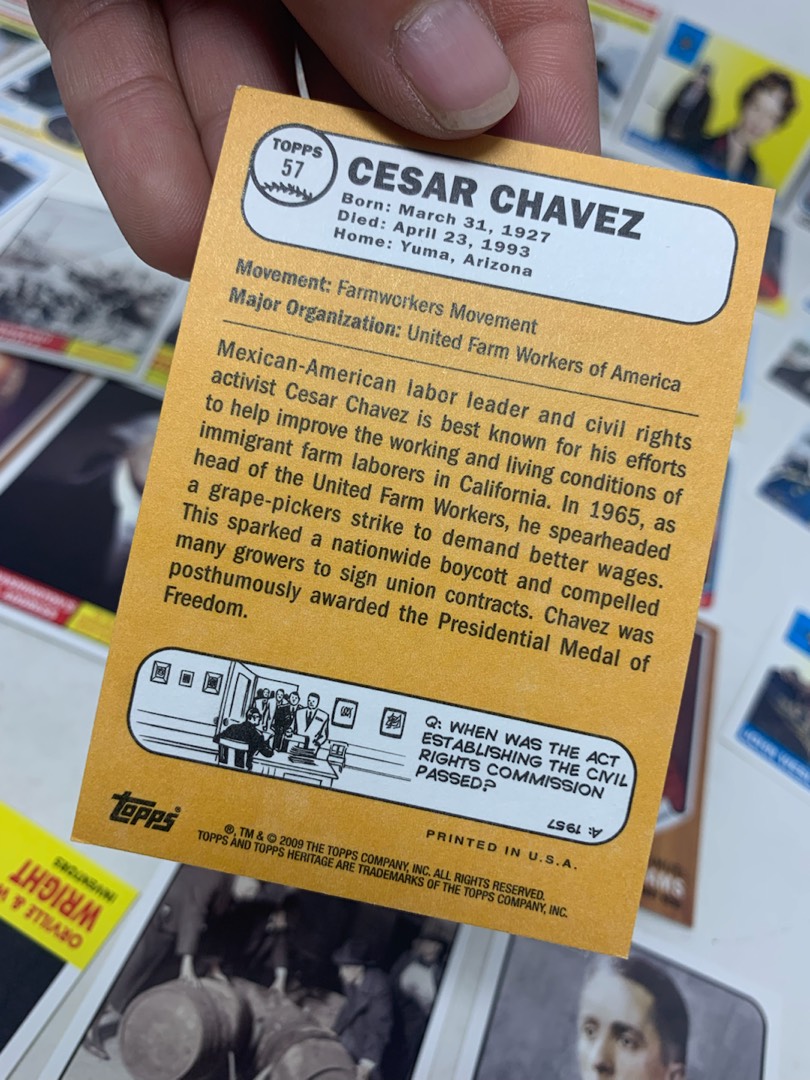 TOPPS
57
CESAR CHAVEZ
Born: March 31, 1927
Died: April 23, 1993
Home: Yuma, Arizona
Movement: Farmworkers Movement
Major Organization: United Farm Workers of America
Mexican-American labor leader and civil rights
activist Cesar Chavez is best known for his efforts
to help improve the working and living conditions of
immigrant farm laborers in California. In 1965, as
head of the United Farm Workers, he spearheaded
a grape-pickers strike to demand better wages.
This sparked a nationwide boycott and compelled
many growers to sign union contracts. Chavez was
posthumously awarded the Presidential Medal of
Freedom.
Q: WHEN WAS THE ACT
ESTABLISHING THE CIVIL
RIGHTS COMMISSION
PASSED?
A: 1957
topps®
PRINTED IN U.S.A.
®, TM & © 2009 THE TOPPS COMPANY, INC. ALL RIGHTS RESERVED.
TOPPS AND TOPPS HERITAGE ARE TRADEMARKS OF THE TOPPS COMPANY, INC.
ORVILLE & W
WRIGHT
INVENTORS